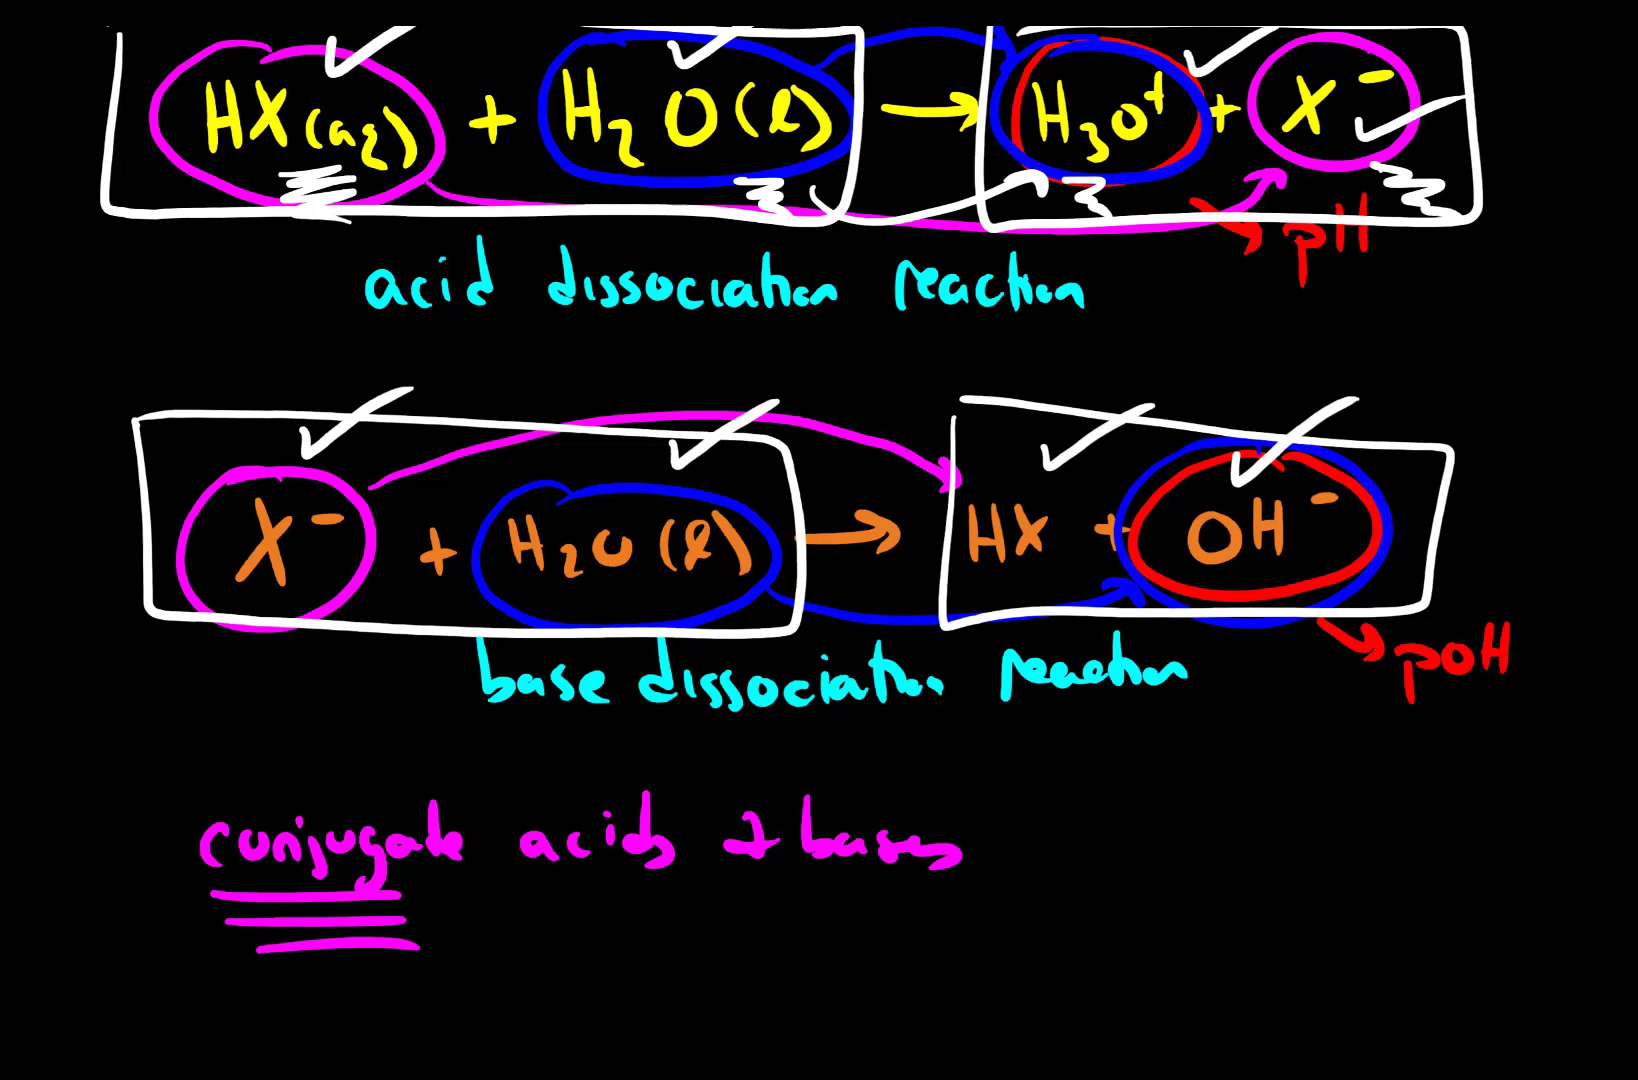 HX(aq) + H₂O(l) → H₃O⁺ + X⁻
pH
acid dissociation reaction
X⁻ + H₂O(l) → HX + OH⁻
pOH
base dissociation reaction
conjugate acids + bases